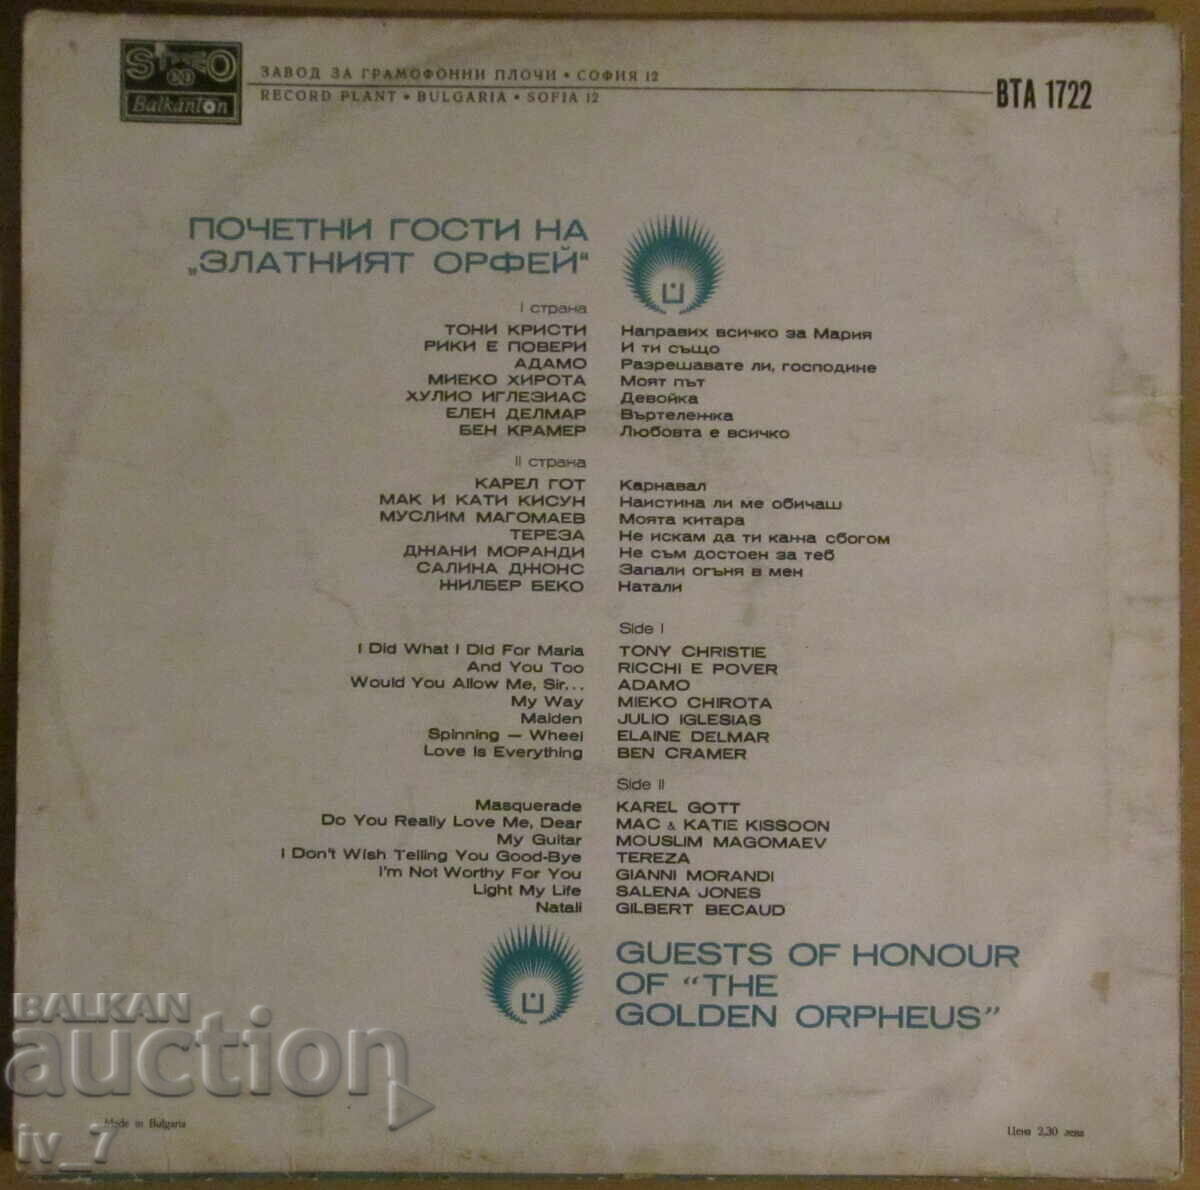 STEREO
Balkanton
ЗАВОД ЗА ГРАМОФОННИ ПЛОЧИ • СОФИЯ 12
RECORD PLANT • BULGARIA • SOFIA 12
ВТА 1722
ПОЧЕТНИ ГОСТИ НА
„ЗЛАТНИЯТ ОРФЕЙ"
I страна
ТОНИ КРИСТИ Направих всичко за Мария
РИКИ Е ПОВЕРИ И ти също
АДАМО Разрешавате ли, господине
МИЕКО ХИРОТА Моят път
ХУЛИО ИГЛЕЗИАС Девойка
ЕЛЕН ДЕЛМАР Въртележка
БЕН КРАМЕР Любовта е всичко
II страна
КАРЕЛ ГОТ Карнавал
МАК И КАТИ КИСУН Наистина ли ме обичаш
МУСЛИМ МАГОМАЕВ Моята китара
ТЕРЕЗА Не искам да ти кажа сбогом
ДЖАНИ МОРАНДИ Не съм достоен за теб
САЛИНА ДЖОНС Запали огъня в мен
ЖИЛБЕР БЕКО Натали
Side I
I Did What I Did For Maria TONY CHRISTIE
And You Too RICCHI E POVER
Would You Allow Me, Sir... ADAMO
My Way MIEKO CHIROTA
Maiden JULIO IGLESIAS
Spinning — Wheel ELAINE DELMAR
Love Is Everything BEN CRAMER
Side II
Masquerade KAREL GOTT
Do You Really Love Me, Dear MAC & KATIE KISSOON
My Guitar MOUSLIM MAGOMAEV
I Don't Wish Telling You Good-Bye TEREZA
I'm Not Worthy For You GIANNI MORANDI
Light My Life SALENA JONES
Natali GILBERT BECAUD
GUESTS OF HONOUR
OF "THE
GOLDEN ORPHEUS"
BALKAN
auction
Made in Bulgaria
Цена 2,30 лева
iv_7